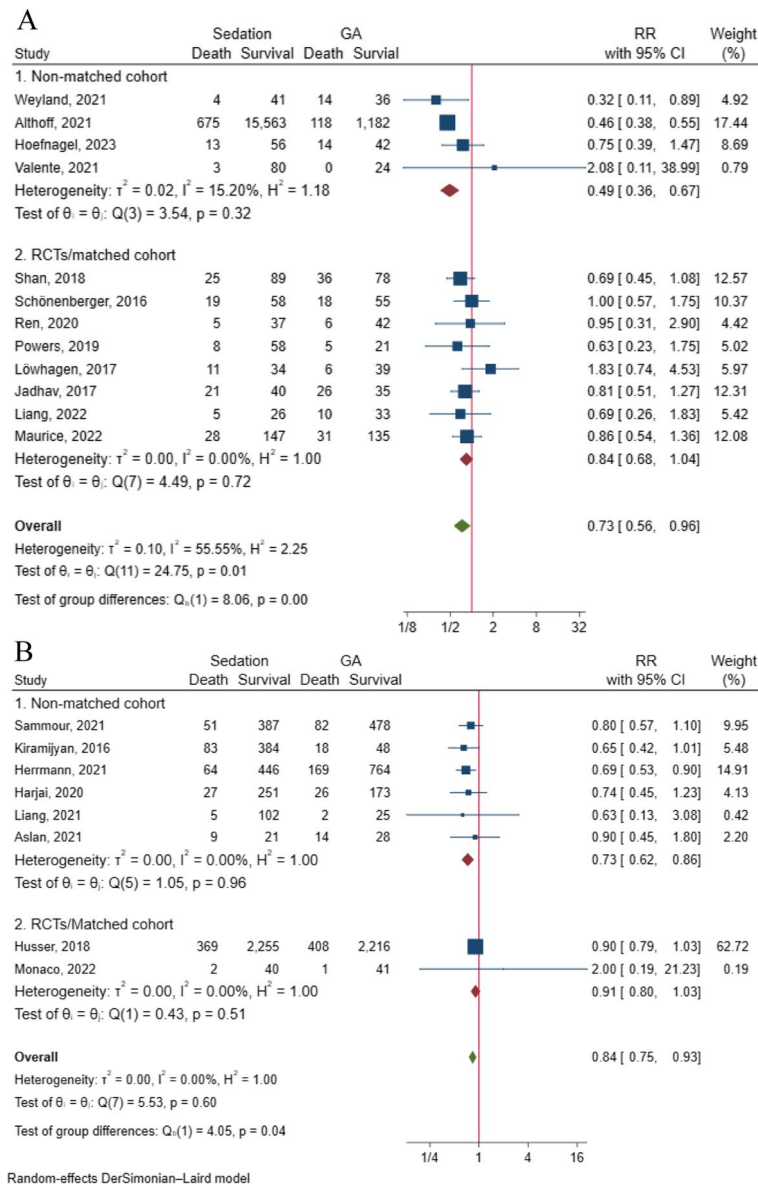 A
Sedation GA RR Weight
Study Death Survival Death Survial with 95% CI (%)
1. Non-matched cohort
Weyland, 2021 4 41 14 36 0.32 [ 0.11, 0.89] 4.92
Althoff, 2021 675 15,563 118 1,182 0.46 [ 0.38, 0.55] 17.44
Hoefnagel, 2023 13 56 14 42 0.75 [ 0.39, 1.47] 8.69
Valente, 2021 3 80 0 24 2.08 [ 0.11, 38.99] 0.79
Heterogeneity: τ² = 0.02, I² = 15.20%, H² = 1.18 0.49 [ 0.36, 0.67]
Test of θᵢ = θⱼ: Q(3) = 3.54, p = 0.32
2. RCTs/matched cohort
Shan, 2018 25 89 36 78 0.69 [ 0.45, 1.08] 12.57
Schönenberger, 2016 19 58 18 55 1.00 [ 0.57, 1.75] 10.37
Ren, 2020 5 37 6 42 0.95 [ 0.31, 2.90] 4.42
Powers, 2019 8 58 5 21 0.63 [ 0.23, 1.75] 5.02
Löwhagen, 2017 11 34 6 39 1.83 [ 0.74, 4.53] 5.97
Jadhav, 2017 21 40 26 35 0.81 [ 0.51, 1.27] 12.31
Liang, 2022 5 26 10 33 0.69 [ 0.26, 1.83] 5.42
Maurice, 2022 28 147 31 135 0.86 [ 0.54, 1.36] 12.08
Heterogeneity: τ² = 0.00, I² = 0.00%, H² = 1.00 0.84 [ 0.68, 1.04]
Test of θᵢ = θⱼ: Q(7) = 4.49, p = 0.72
Overall 0.73 [ 0.56, 0.96]
Heterogeneity: τ² = 0.10, I² = 55.55%, H² = 2.25
Test of θᵢ = θⱼ: Q(11) = 24.75, p = 0.01
Test of group differences: Qᵦ(1) = 8.06, p = 0.00
1/8 1/2 2 8 32
B
Sedation GA RR Weight
Study Death Survival Death Survival with 95% CI (%)
1. Non-matched cohort
Sammour, 2021 51 387 82 478 0.80 [ 0.57, 1.10] 9.95
Kiramijyan, 2016 83 384 18 48 0.65 [ 0.42, 1.01] 5.48
Herrmann, 2021 64 446 169 764 0.69 [ 0.53, 0.90] 14.91
Harjai, 2020 27 251 26 173 0.74 [ 0.45, 1.23] 4.13
Liang, 2021 5 102 2 25 0.63 [ 0.13, 3.08] 0.42
Aslan, 2021 9 21 14 28 0.90 [ 0.45, 1.80] 2.20
Heterogeneity: τ² = 0.00, I² = 0.00%, H² = 1.00 0.73 [ 0.62, 0.86]
Test of θᵢ = θⱼ: Q(5) = 1.05, p = 0.96
2. RCTs/Matched cohort
Husser, 2018 369 2,255 408 2,216 0.90 [ 0.79, 1.03] 62.72
Monaco, 2022 2 40 1 41 2.00 [ 0.19, 21.23] 0.19
Heterogeneity: τ² = 0.00, I² = 0.00%, H² = 1.00 0.91 [ 0.80, 1.03]
Test of θᵢ = θⱼ: Q(1) = 0.43, p = 0.51
Overall 0.84 [ 0.75, 0.93]
Heterogeneity: τ² = 0.00, I² = 0.00%, H² = 1.00
Test of θᵢ = θⱼ: Q(7) = 5.53, p = 0.60
Test of group differences: Qᵦ(1) = 4.05, p = 0.04
1/4 1 4 16
Random-effects DerSimonian–Laird model